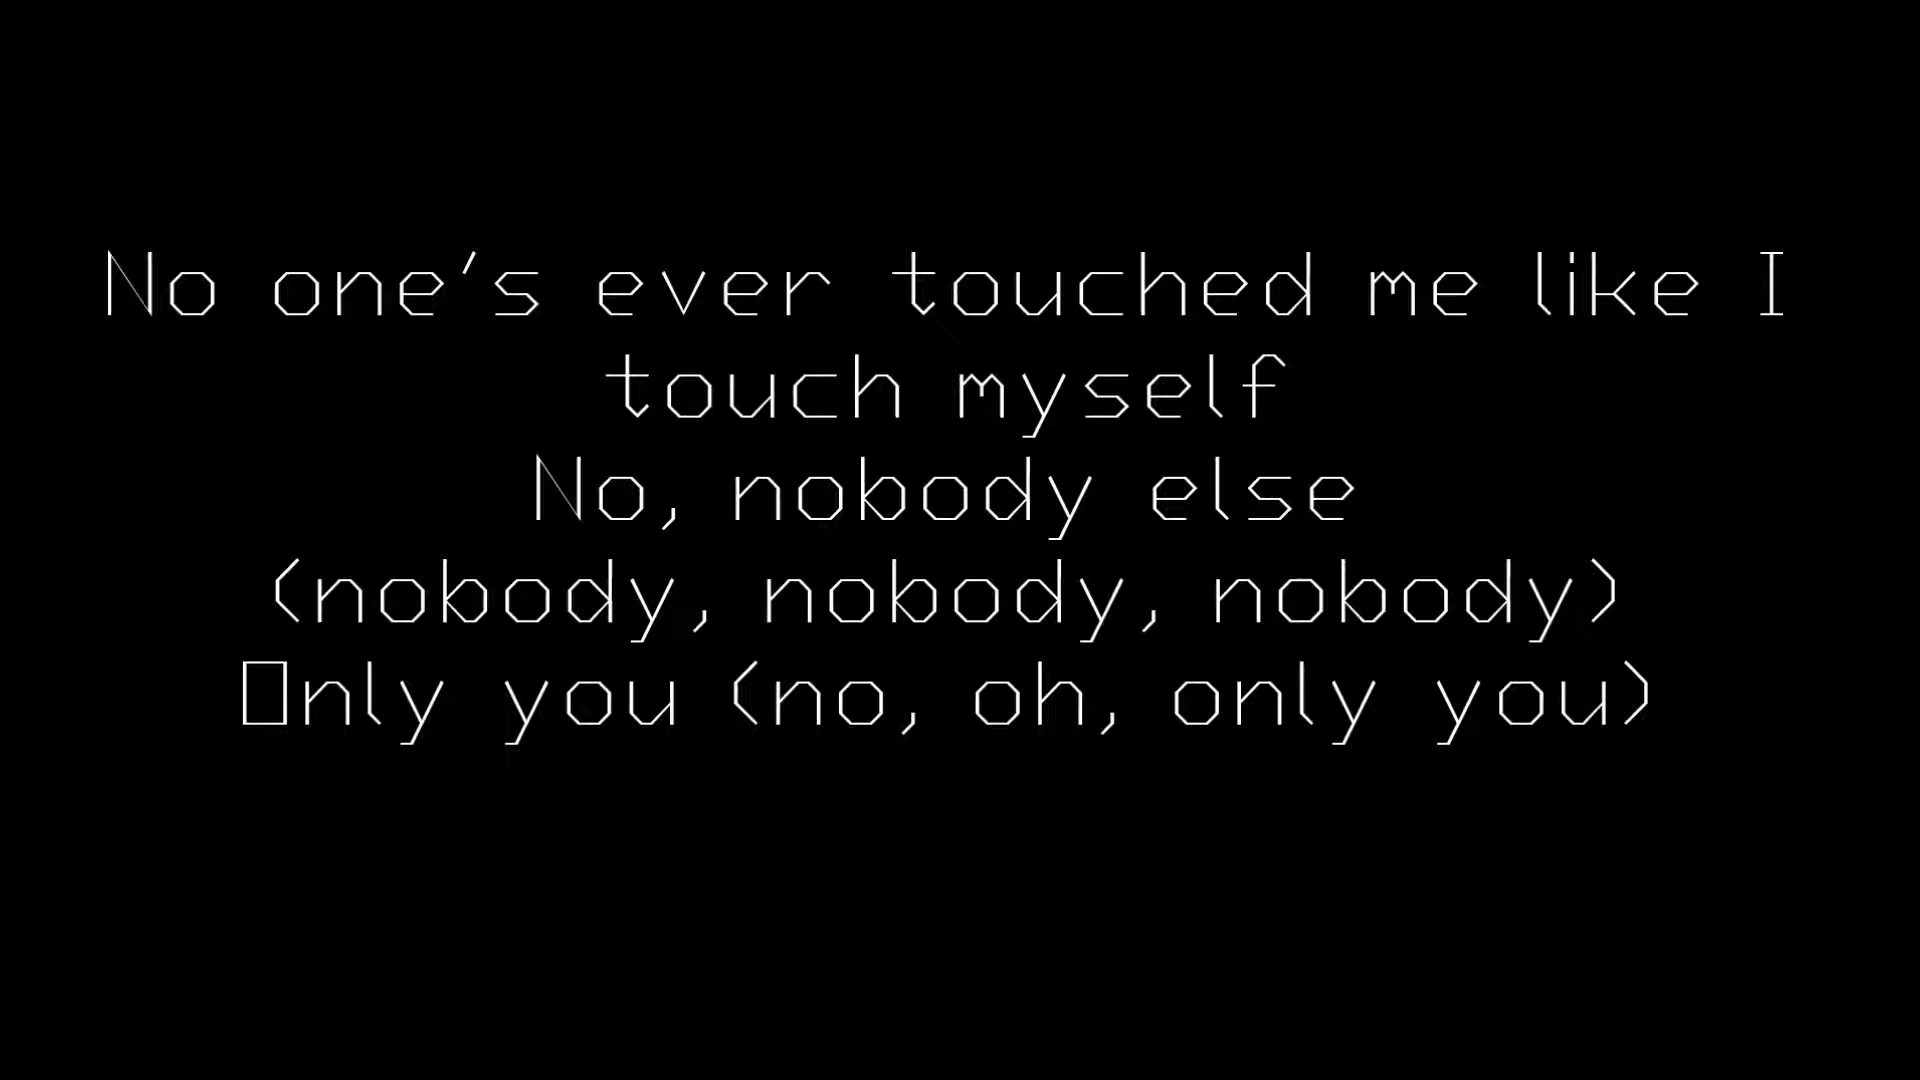 No one's ever touched me like I
touch myself
No, nobody else
(nobody, nobody, nobody)
Only you (no, oh, only you)